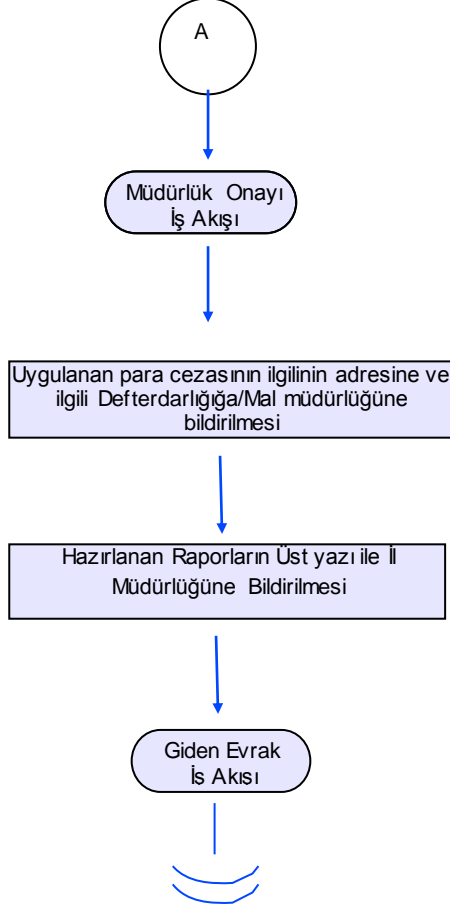 A
Müdürlük Onayı
İş Akışı
Uygulanan para cezasının ilgilinin adresine ve
ilgili Defterdarlığığa/Mal müdürlüğüne
bildirilmesi
Hazırlanan Raporların Üst yazı ile İl
Müdürlüğüne Bildirilmesi
Giden Evrak
İş Akışı